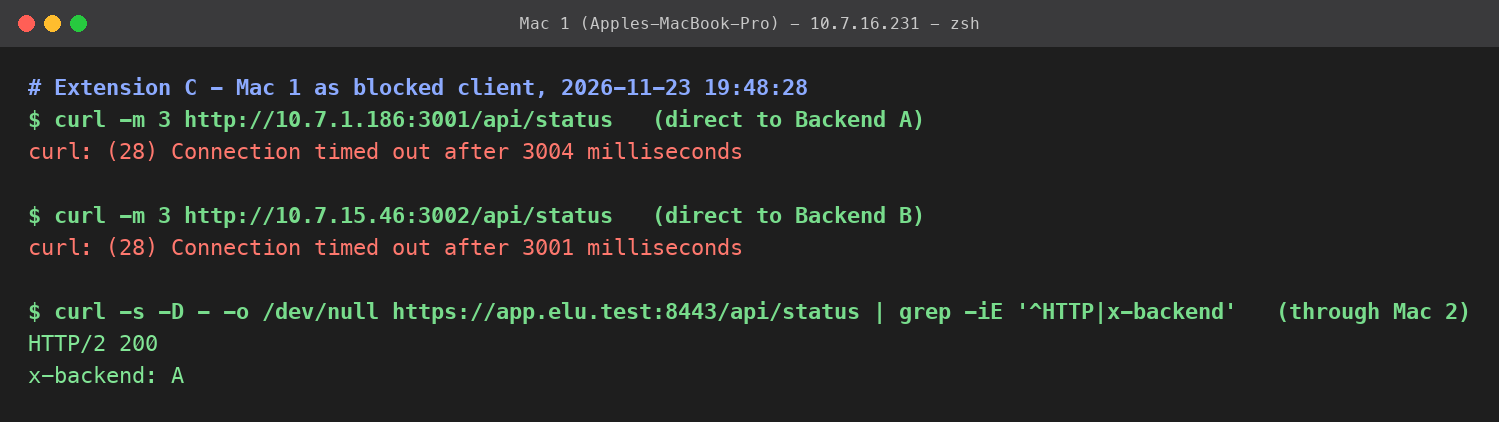 Mac 1 (Apples-MacBook-Pro) — 10.7.16.231 — zsh
# Extension C — Mac 1 as blocked client, 2026-11-23 19:48:28
$ curl -m 3 http://10.7.1.186:3001/api/status   (direct to Backend A)
curl: (28) Connection timed out after 3004 milliseconds
$ curl -m 3 http://10.7.15.46:3002/api/status   (direct to Backend B)
curl: (28) Connection timed out after 3001 milliseconds
$ curl -s -D - -o /dev/null https://app.elu.test:8443/api/status | grep -iE '^HTTP|x-backend'   (through Mac 2)
HTTP/2 200
x-backend: A